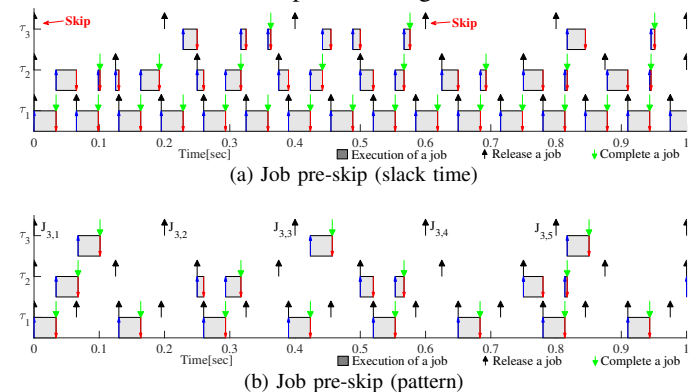 Skip
Skip
τ3
τ2
τ1
0 0.1 0.2 0.3 0.4 0.5 0.6 0.7 0.8 0.9 1
Time[sec] Execution of a job Release a job Complete a job
(a) Job pre-skip (slack time)
J3,1 J3,2 J3,3 J3,4 J3,5
τ3
τ2
τ1
0 0.1 0.2 0.3 0.4 0.5 0.6 0.7 0.8 0.9 1
Time[sec] Execution of a job Release a job Complete a job
(b) Job pre-skip (pattern)